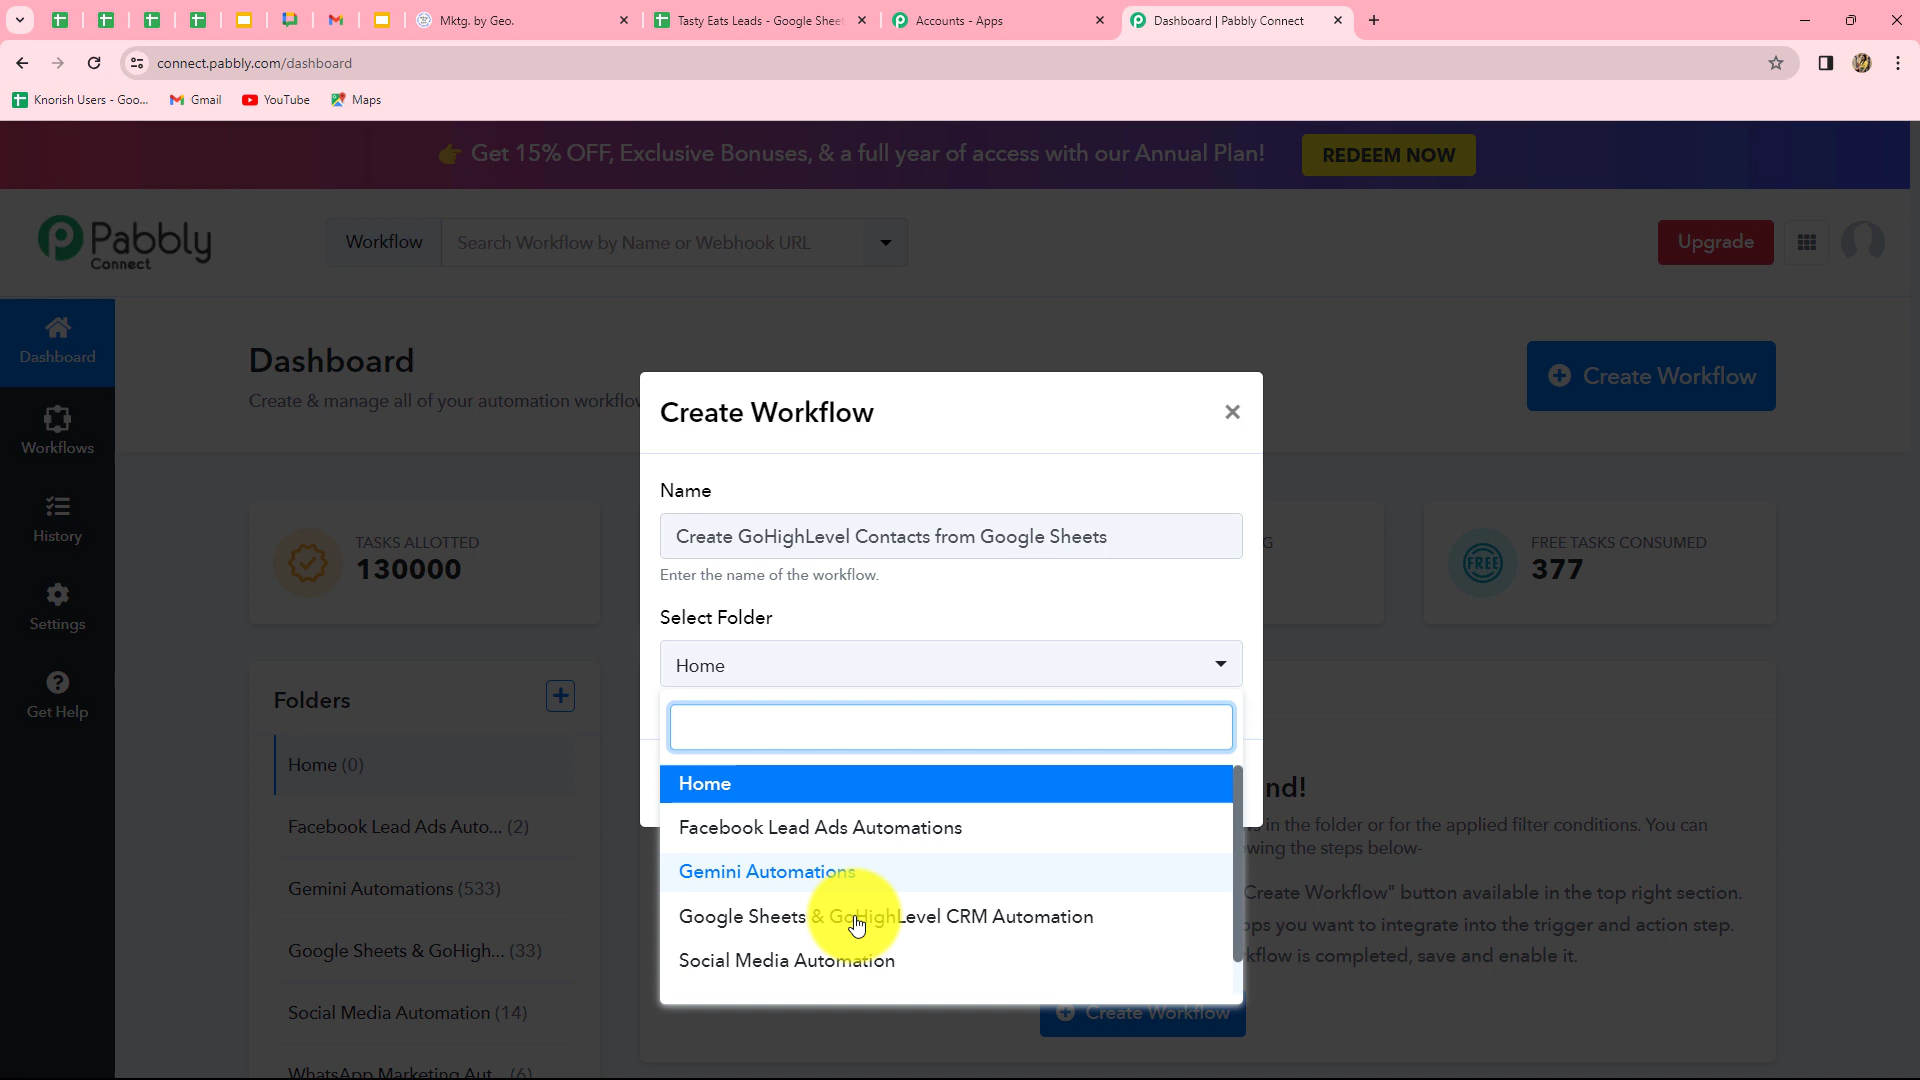 Mktg. by Geo.
Tasty Eats Leads - Google Shee
Accounts - Apps
Dashboard | Pabbly Connect
connect.pabbly.com/dashboard
Knorish Users - Goo...
Gmail
YouTube
Maps
👉 Get 15% OFF, Exclusive Bonuses, & a full year of access with our Annual Plan!
REDEEM NOW
Pabbly
Connect
Workflow
Search Workflow by Name or Webhook URL
Upgrade
Dashboard
Workflows
History
Settings
Get Help
Dashboard
Create & manage all of your automation workflow
Create Workflow
TASKS ALLOTTED
130000
G
FREE
FREE TASKS CONSUMED
377
Folders
Home (0)
Facebook Lead Ads Auto... (2)
Gemini Automations (533)
Google Sheets & GoHigh... (33)
Social Media Automation (14)
WhatsApp Marketing Aut... (6)
Create Workflow
Name
Create GoHighLevel Contacts from Google Sheets
Enter the name of the workflow.
Select Folder
Home
Home
Facebook Lead Ads Automations
Gemini Automations
Google Sheets & GoHighLevel CRM Automation
Social Media Automation
nd!
s in the folder or for the applied filter conditions. You can
wing the steps below-
Create Workflow" button available in the top right section.
ps you want to integrate into the trigger and action step.
kflow is completed, save and enable it.
Create Workflow